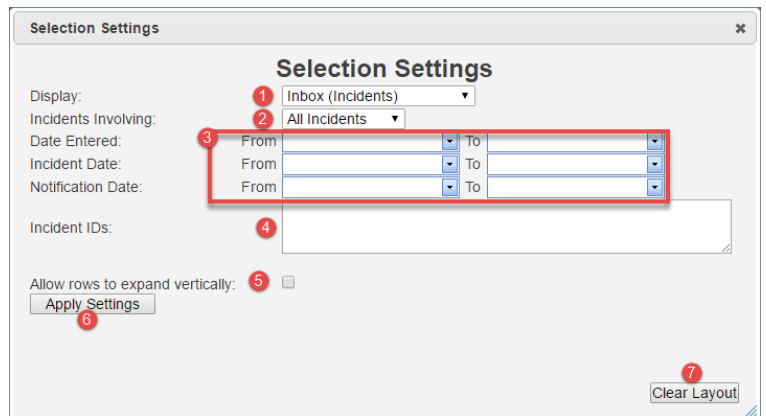 Selection Settings
Selection Settings
Display: 1 Inbox (Incidents)
Incidents Involving: 2 All Incidents
Date Entered: 3 From To
Incident Date: From To
Notification Date: From To
Incident IDs: 4
Allow rows to expand vertically: 5
Apply Settings
6
7
Clear Layout